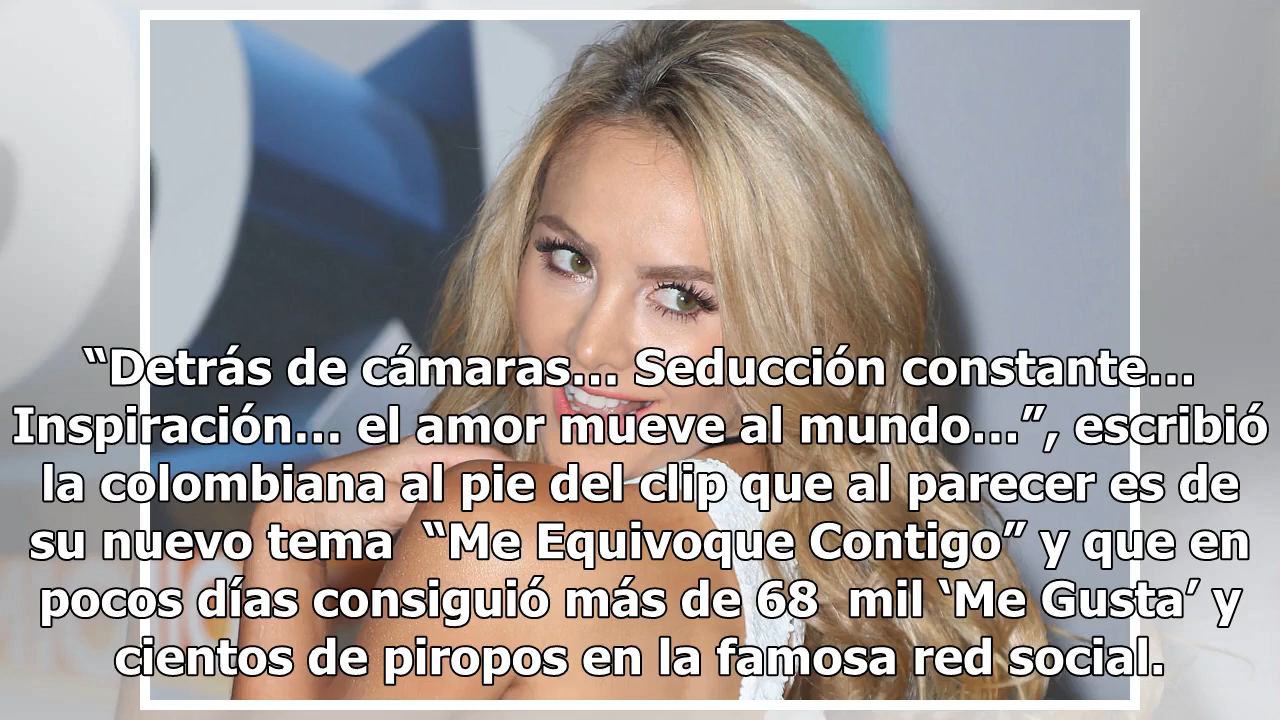 “Detrás de cámaras... Seducción constante...
Inspiración... el amor mueve al mundo...”, escribió
la colombiana al pie del clip que al parecer es de
su nuevo tema “Me Equivoque Contigo” y que en
pocos días consiguió más de 68 mil ‘Me Gusta’ y
cientos de piropos en la famosa red social.